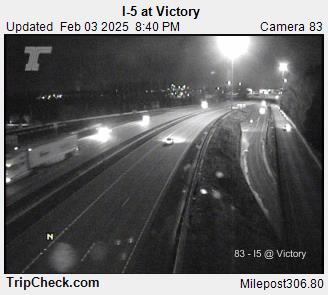 I-5 at Victory
Updated Feb 03 2025 8:40 PM Camera 83
T
N
83 - I5 @ Victory
TripCheck.com Milepost306.80